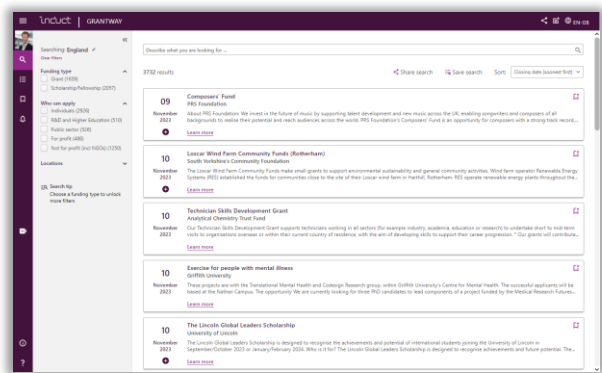 induct | GRANTWAY
EN-GB
Searching: England
Clear filters
Funding type
Grant (1659)
Scholarship/Fellowship (2057)
Who can apply
Individuals (2926)
R&D and Higher Education (510)
Public sector (508)
For profit (486)
Not for profit (incl NGOs) (1250)
Locations
Search tip
Choose a funding type to unlock
more filters
Describe what you are looking for ...
3732 results
Share search
Save search
Sort: Closing date (soonest first)
09
November
2023
Composers' Fund
PRS Foundation
About PRS Foundation: We invest in the future of music by supporting talent development and new music across the UK; enabling songwriters and composers of all
backgrounds to realise their potential and reach audiences across the world. PRS Foundation's Composers' Fund is an opportunity for composers with a strong track record,...
Learn more
10
November
2023
Loscar Wind Farm Community Funds (Rotherham)
South Yorkshire's Community Foundation
The Loscar Wind Farm Community Funds make small grants to support environmental sustainability and general community activities. Wind farm operator Renewable Energy
Systems (RES) established the funds for communities close to the site of their Loscar wind farm in Harthill, Rotherham. RES operate renewable energy plants throughout the...
Learn more
10
November
2023
Technician Skills Development Grant
Analytical Chemistry Trust Fund
Our Technician Skills Development Grant supports technicians working in all sectors (for example industry, academia, education or research) to undertake short to mid-term
visits to organisations overseas or within their current country of residence, with the aim of developing skills to support their career progression. * Our grants will contribute...
Learn more
10
November
2023
Exercise for people with mental illness
Griffith University
These projects are with the Translational Mental Health and Codesign Research group, within Griffith University's Centre for Mental Health. The successful applicants will be
based at the Nathan Campus. The opportunity We are currently looking for three PhD candidates to lead components of a project funded by the Medical Research Futures...
Learn more
10
November
2023
The Lincoln Global Leaders Scholarship
University of Lincoln
The Lincoln Global Leaders Scholarship is designed to recognise the achievements and potential of international students joining the University of Lincoln in
September/October 2023 or January/February 2024. Who is it for? The Lincoln Global Leaders Scholarship is designed to recognise achievements and future potential. The...
Learn more